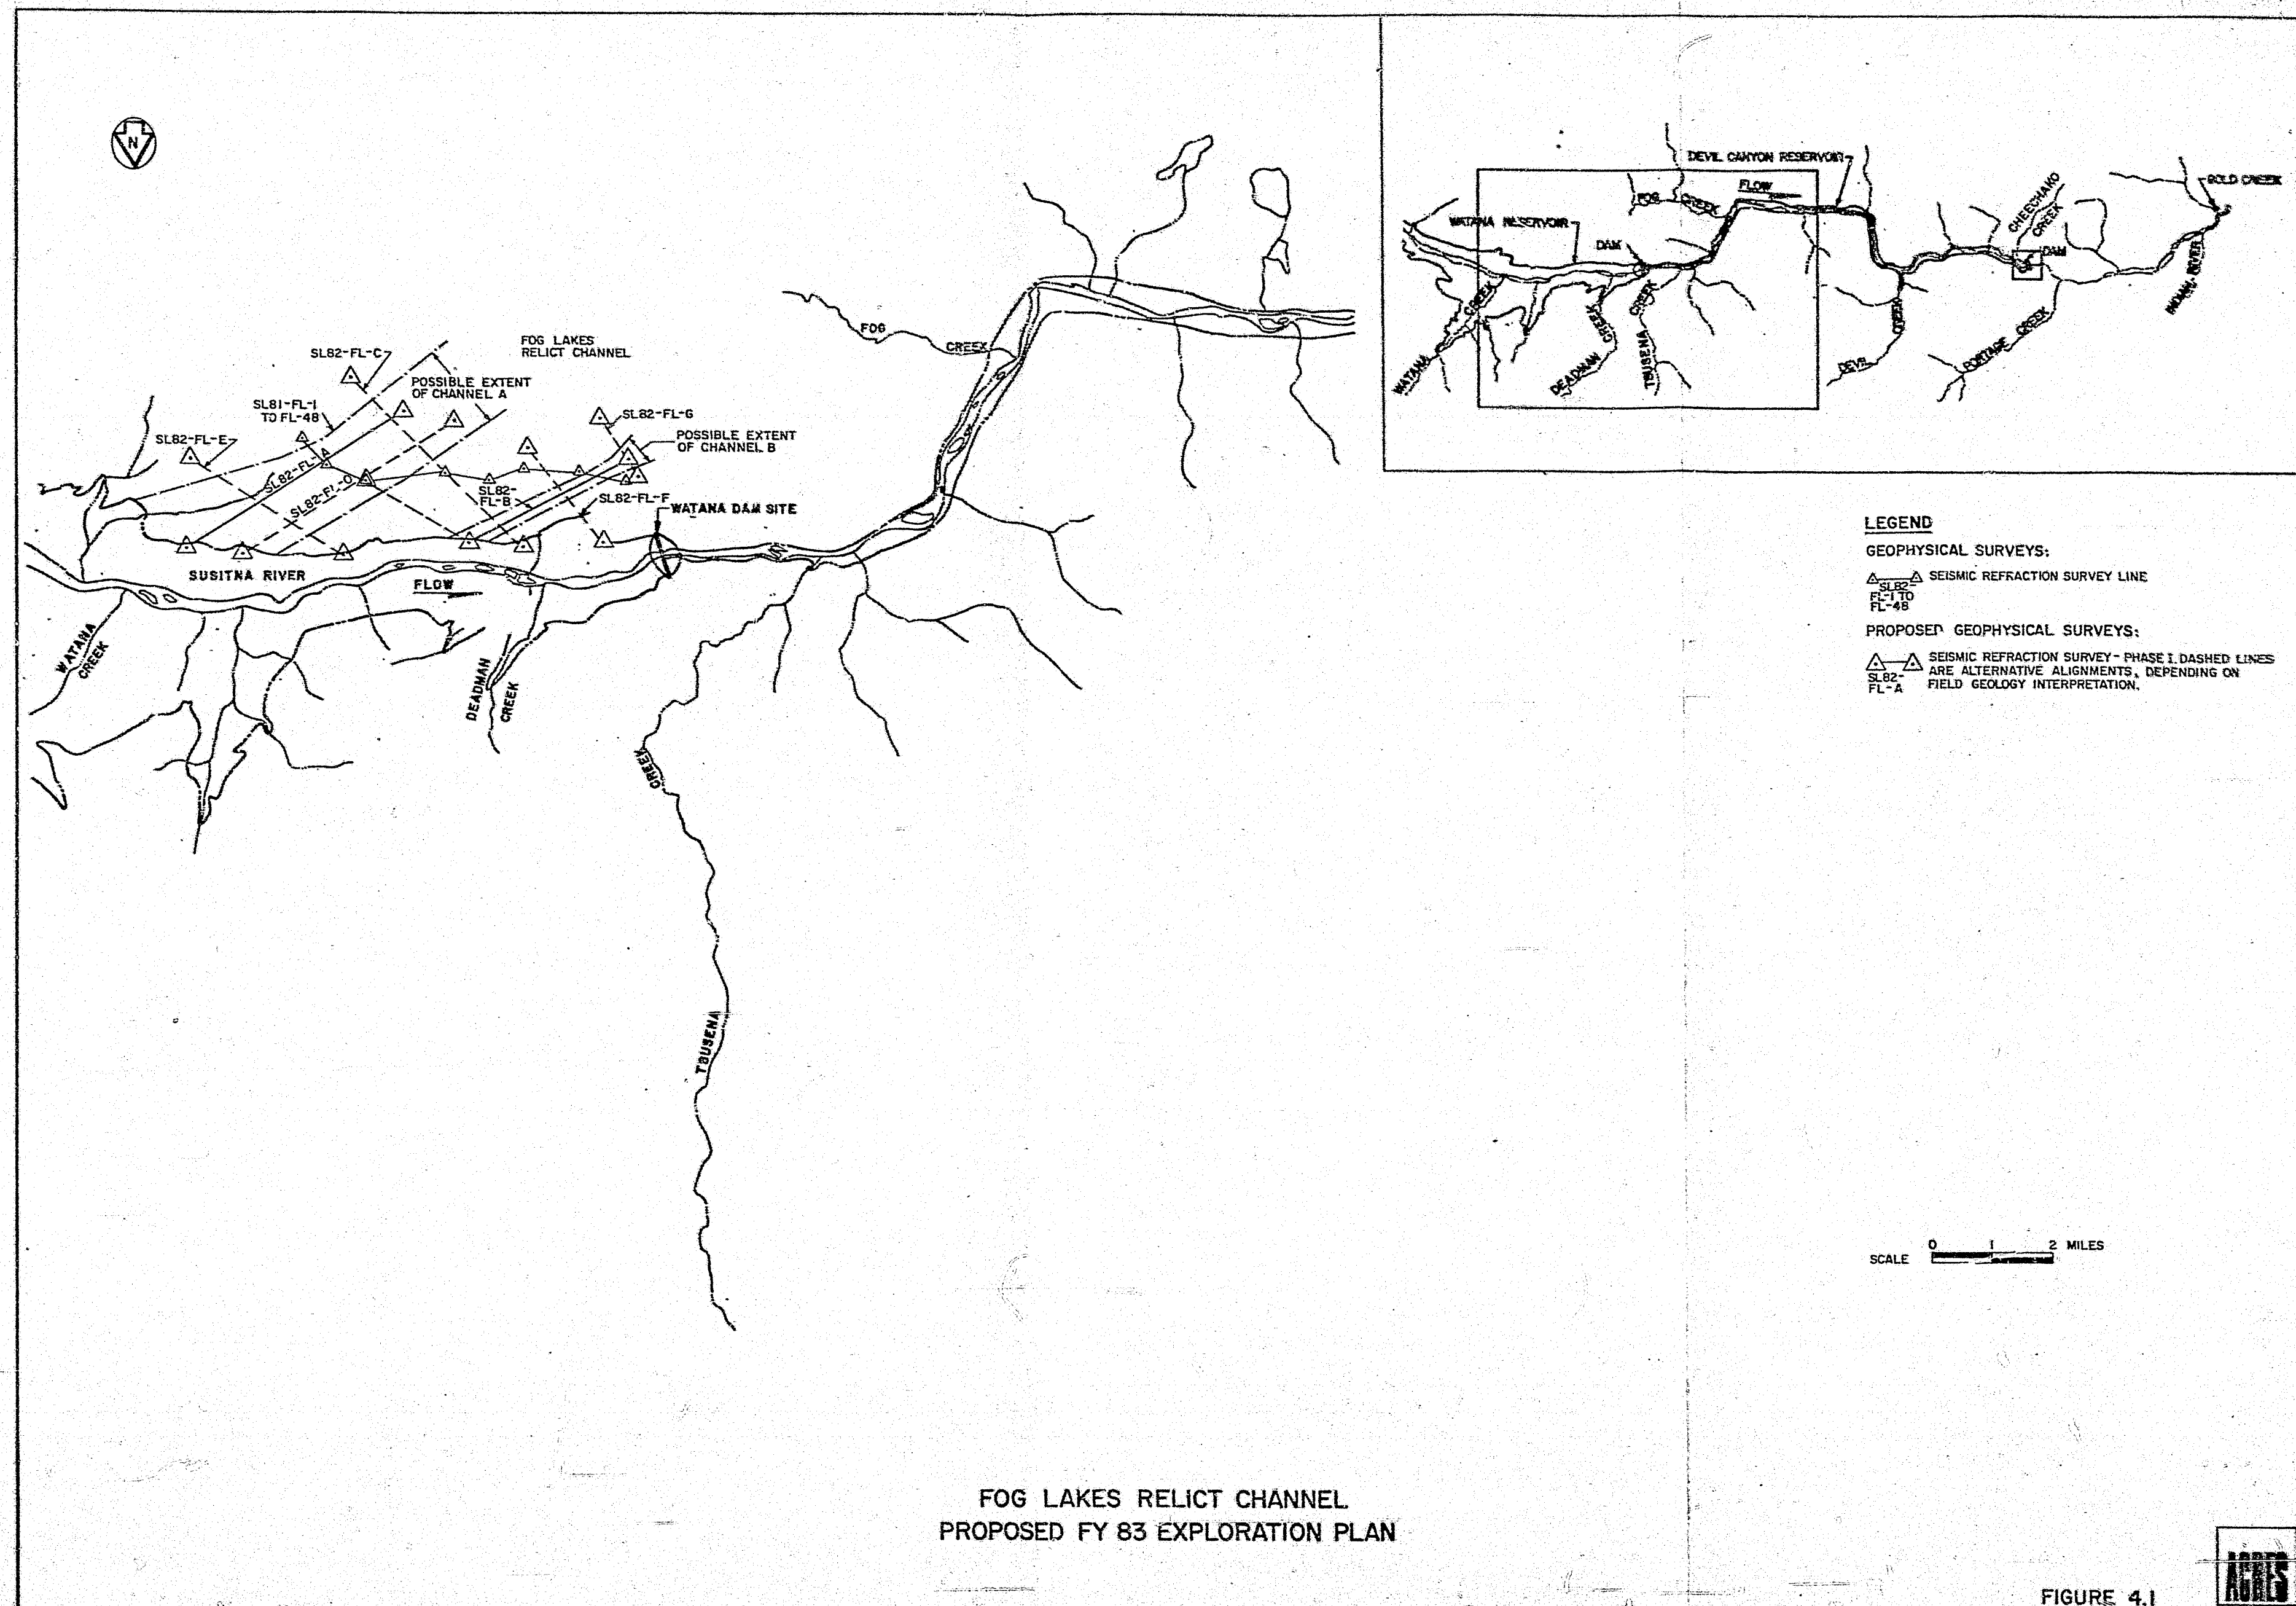 N
FOG LAKES
RELICT CHANNEL
SL82-FL-C
POSSIBLE EXTENT
OF CHANNEL A
SL81-FL-1
TO FL-48
SL82-FL-G
SL82-FL-E
POSSIBLE EXTENT
OF CHANNEL B
SL82-FL-A
SL82-FL-D
SL82-
FL-B
SL82-FL-F
WATANA DAM SITE
FOG
CREEK
SUSITNA RIVER
FLOW
WATANA
CREEK
DEADMAN
CREEK
CREEK
TSUSENA
DEVIL CANYON RESERVOIR
FLOW
FOG
CREEK
WATANA RESERVOIR
DAM
CHEECHAKO
CREEK
GOLD CREEK
DAM
INDIAN RIVER
WATANA
CREEK
DEADMAN
CREEK
TSUSENA
CREEK
DEVIL
CREEK
PORTAGE
CREEK
LEGEND
GEOPHYSICAL SURVEYS:
SEISMIC REFRACTION SURVEY LINE
SL82-
FL-1 TO
FL-48
PROPOSED GEOPHYSICAL SURVEYS:
SEISMIC REFRACTION SURVEY - PHASE I. DASHED LINES
ARE ALTERNATIVE ALIGNMENTS, DEPENDING ON
FIELD GEOLOGY INTERPRETATION.
SL82-
FL-A
SCALE 0 1 2 MILES
FOG LAKES RELICT CHANNEL
PROPOSED FY 83 EXPLORATION PLAN
FIGURE 4.1
ACRES